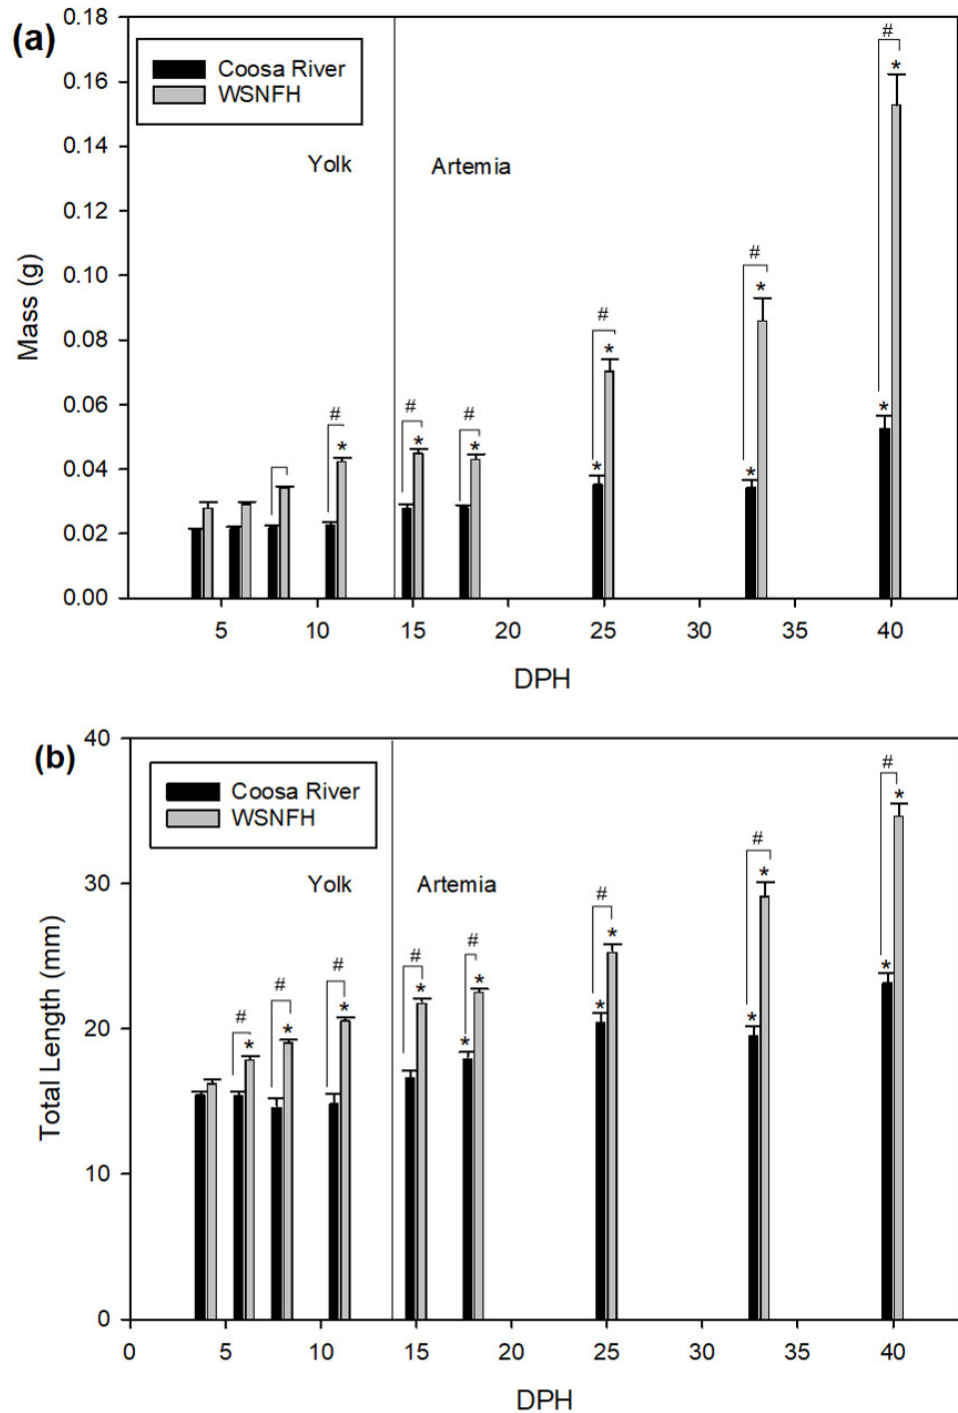 (a)
0.18
0.16
0.14
0.12
0.10
0.08
0.06
0.04
0.02
0.00
Mass (g)
Coosa River
WSNFH
Yolk
Artemia
# * # * # * * # * * # * * # *
5 10 15 20 25 30 35 40
DPH
(b)
40
30
20
10
0
Total Length (mm)
Coosa River
WSNFH
Yolk
Artemia
# * # * # * # * * # * * # * * # * * # *
0 5 10 15 20 25 30 35 40
DPH